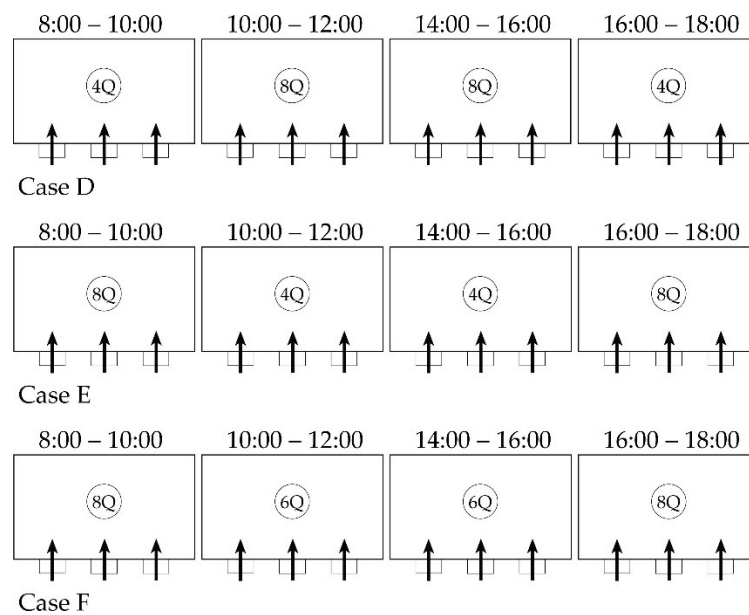 8:00 – 10:00 10:00 – 12:00 14:00 – 16:00 16:00 – 18:00
4Q 8Q 8Q 4Q
Case D
8:00 – 10:00 10:00 – 12:00 14:00 – 16:00 16:00 – 18:00
8Q 4Q 4Q 8Q
Case E
8:00 – 10:00 10:00 – 12:00 14:00 – 16:00 16:00 – 18:00
8Q 6Q 6Q 8Q
Case F